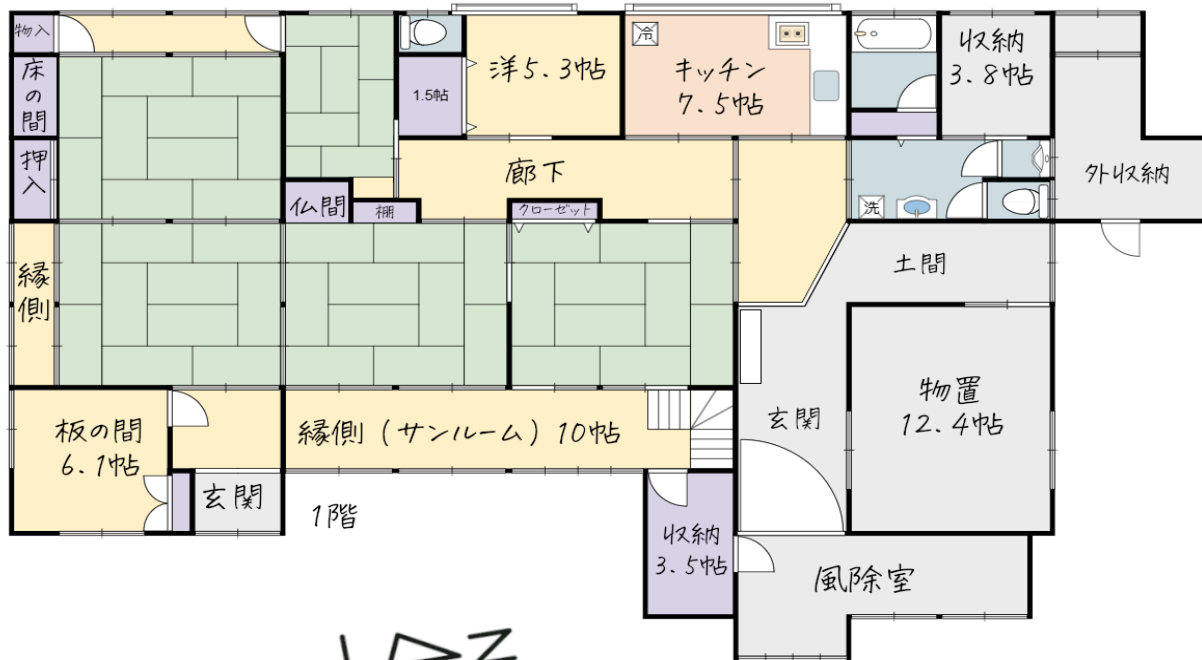 物入
床の間
押入
縁側
仏間
棚
1.5帖
洋5.3帖
冷
キッチン
7.5帖
収納
3.8帖
廊下
クローゼット
洗
外収納
土間
板の間
6.1帖
玄関
縁側（サンルーム）10帖
1階
玄関
物置
12.4帖
収納
3.5帖
風除室